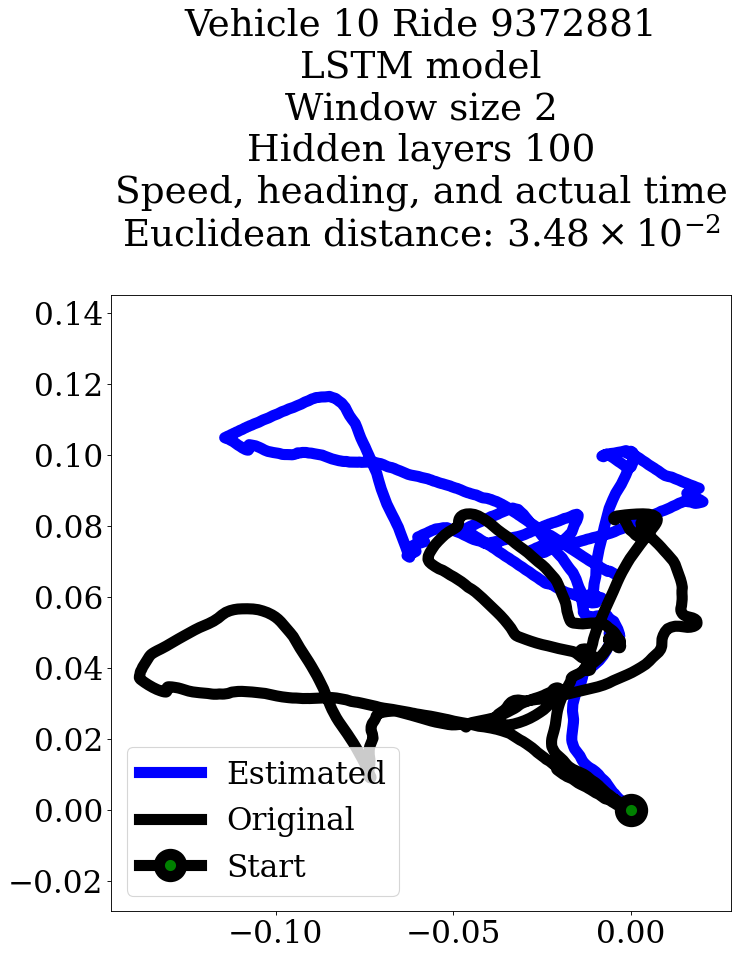 Vehicle 10 Ride 9372881
LSTM model
Window size 2
Hidden layers 100
Speed, heading, and actual time
Euclidean distance: 3.48 × 10⁻²
0.14
0.12
0.10
0.08
0.06
0.04
0.02
0.00
−0.02
Estimated
Original
Start
−0.10
−0.05
0.00